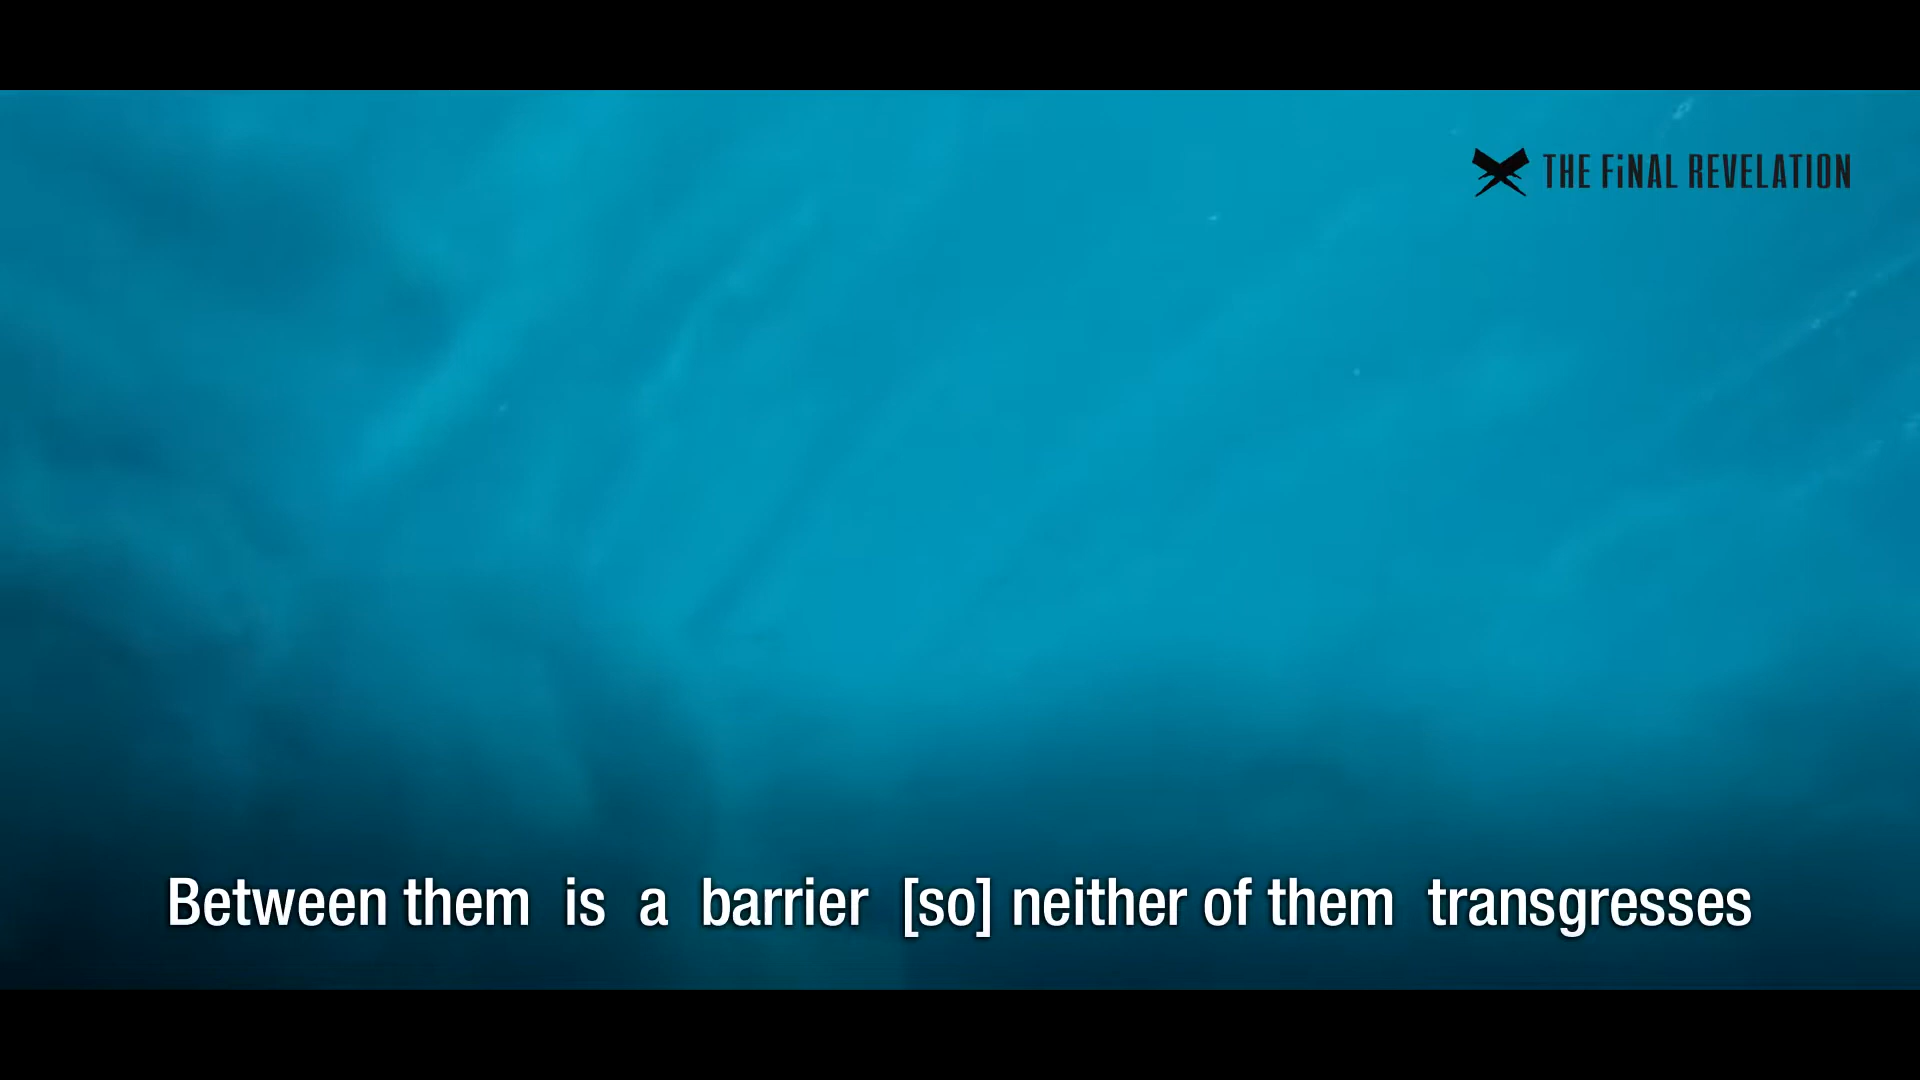 THE FiNAL REVELATION
Between them is a barrier [so] neither of them transgresses